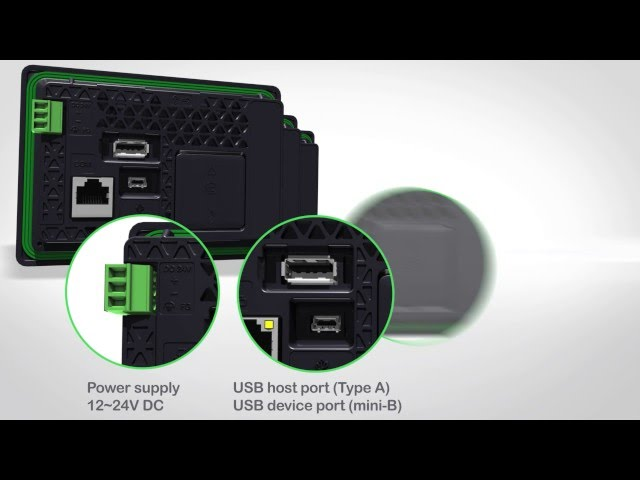 Power supply
12~24V DC
USB host port (Type A)
USB device port (mini-B)